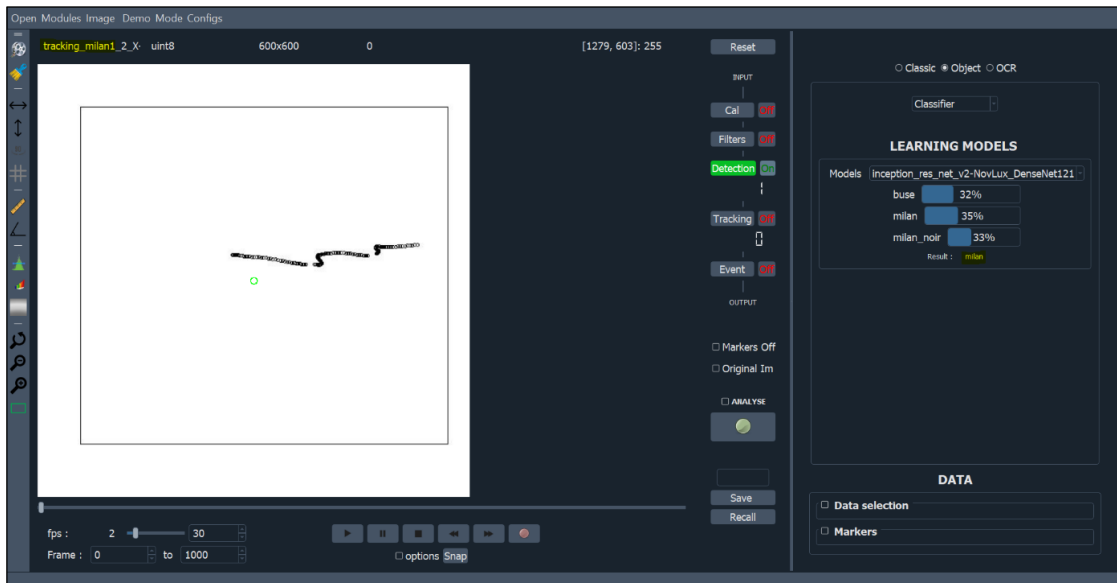 Open Modules Image Demo Mode Configs
tracking_milan1_2_X- uint8 600x600 0 [1279, 603]: 255
Reset
INPUT
Cal Off
Filters Off
Detection On
1
Tracking Off
0
Event Off
OUTPUT
Markers Off
Original Im
ANALYSE
Save
Recall
fps : 2 30
Frame : 0 to 1000
options Snap
Classic Object OCR
Classifier
LEARNING MODELS
Models inception_res_net_v2-NovLux_DenseNet121
buse 32%
milan 35%
milan_noir 33%
Result : milan
DATA
Data selection
Markers